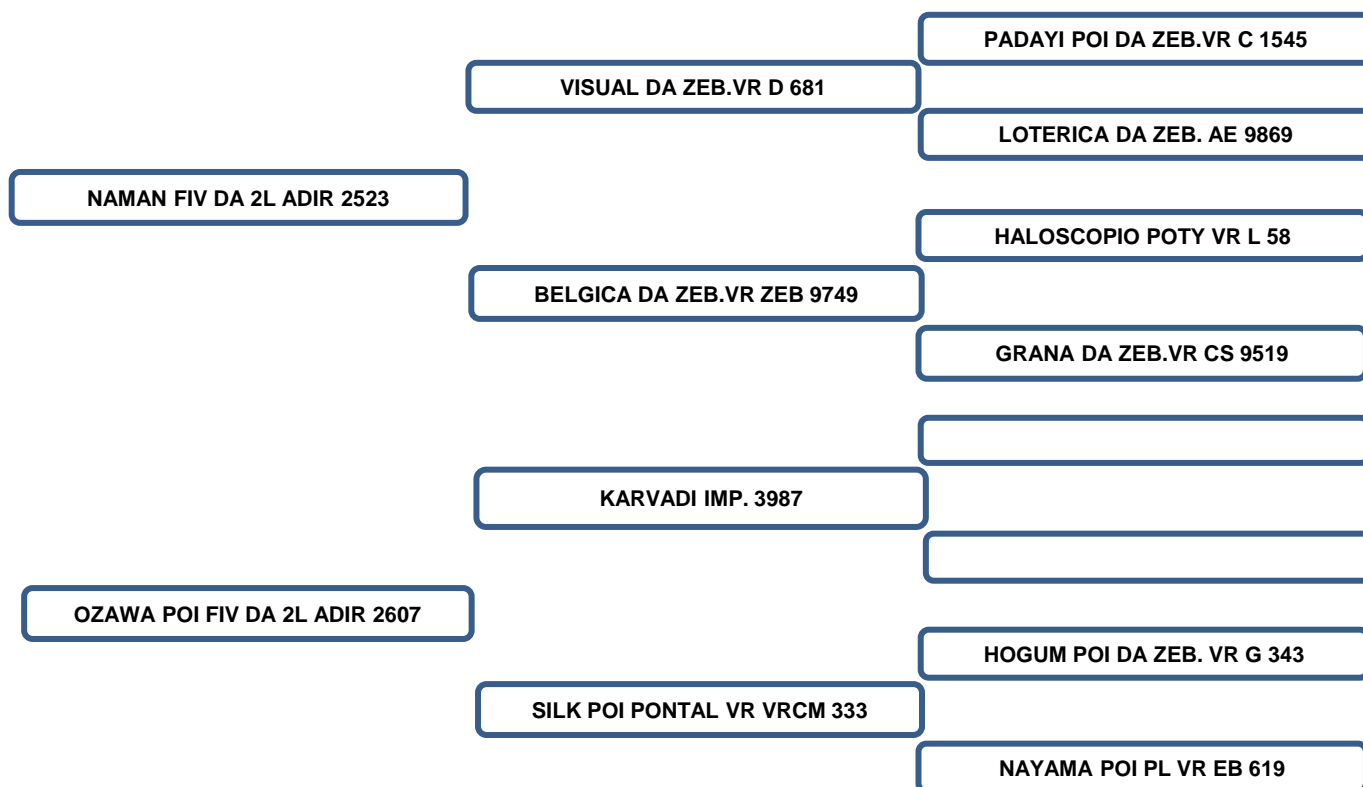 PADAYI POI DA ZEB.VR C 1545
VISUAL DA ZEB.VR D 681
LOTERICA DA ZEB. AE 9869
NAMAN FIV DA 2L ADIR 2523
HALOSCOPIO POTY VR L 58
BELGICA DA ZEB.VR ZEB 9749
GRANA DA ZEB.VR CS 9519
KARVADI IMP. 3987
OZAWA POI FIV DA 2L ADIR 2607
HOGUM POI DA ZEB. VR G 343
SILK POI PONTAL VR VRCM 333
NAYAMA POI PL VR EB 619